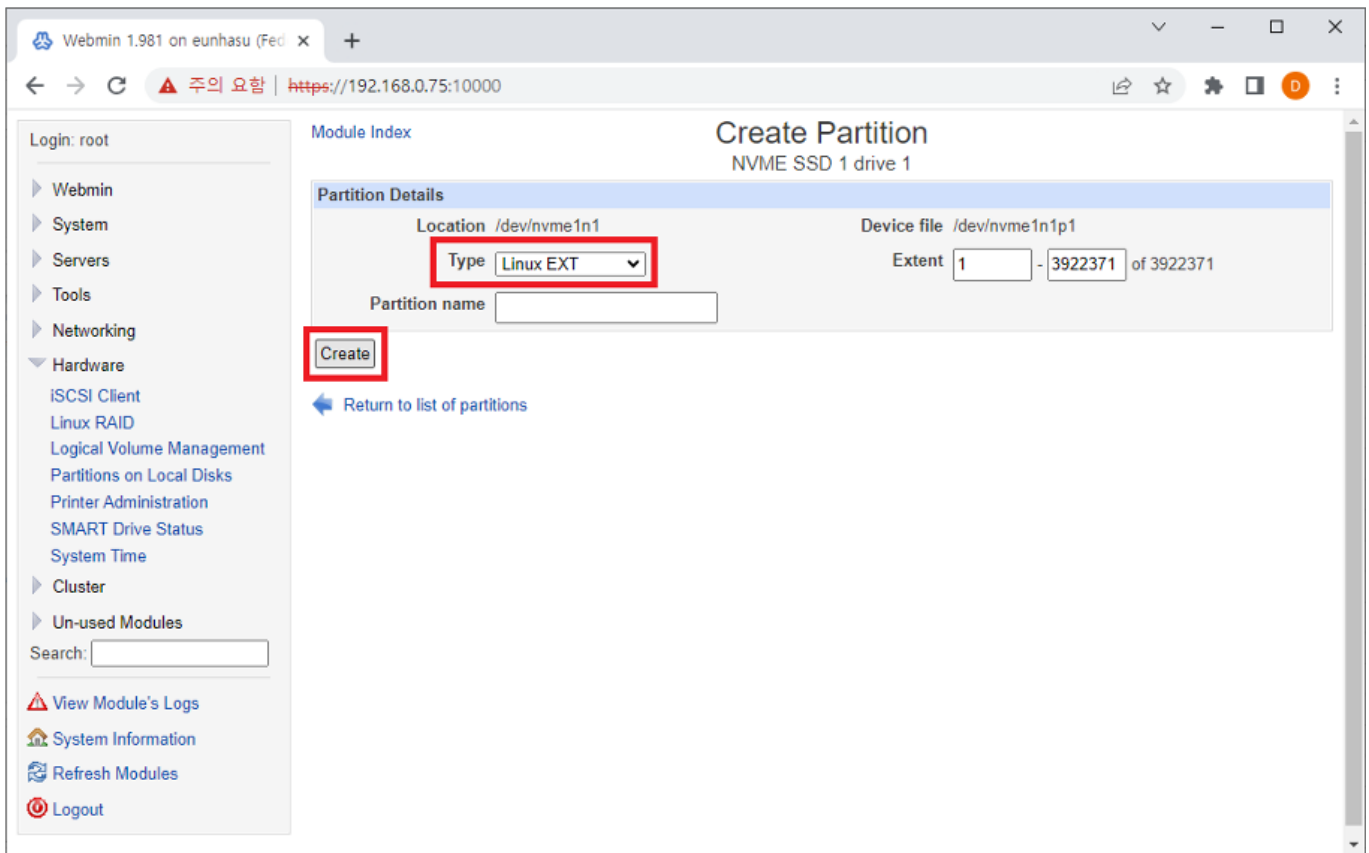 Webmin 1.981 on eunhasu (Fed
주의 요함 https://192.168.0.75:10000
D
Login: root
Webmin
System
Servers
Tools
Networking
Hardware
iSCSI Client
Linux RAID
Logical Volume Management
Partitions on Local Disks
Printer Administration
SMART Drive Status
System Time
Cluster
Un-used Modules
Search:
View Module's Logs
System Information
Refresh Modules
Logout
Module Index
Create Partition
NVME SSD 1 drive 1
Partition Details
Location /dev/nvme1n1 Device file /dev/nvme1n1p1
Type Linux EXT Extent 1 - 3922371 of 3922371
Partition name
Create
Return to list of partitions